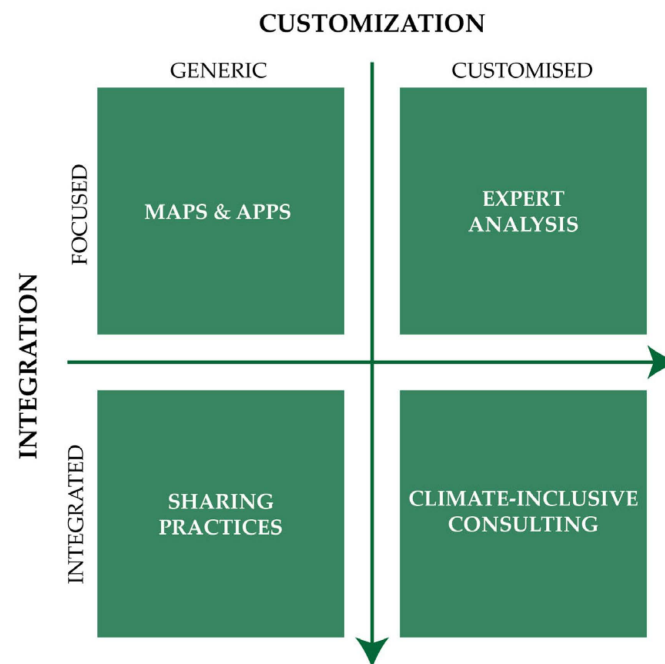 CUSTOMIZATION
GENERIC
CUSTOMISED
INTEGRATION
FOCUSED
MAPS & APPS
EXPERT
ANALYSIS
INTEGRATED
SHARING
PRACTICES
CLIMATE-INCLUSIVE
CONSULTING